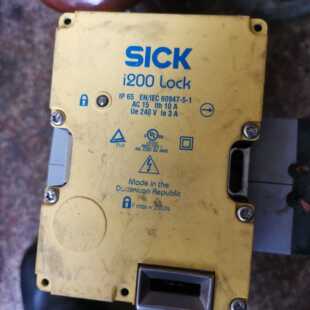 SICK
i200 Lock
IP 65 EN/IEC 60947-5-1
AC 15 Ith 10 A
Ue 240 V Ie 3 A
UL
Made in the
Dominican Republic